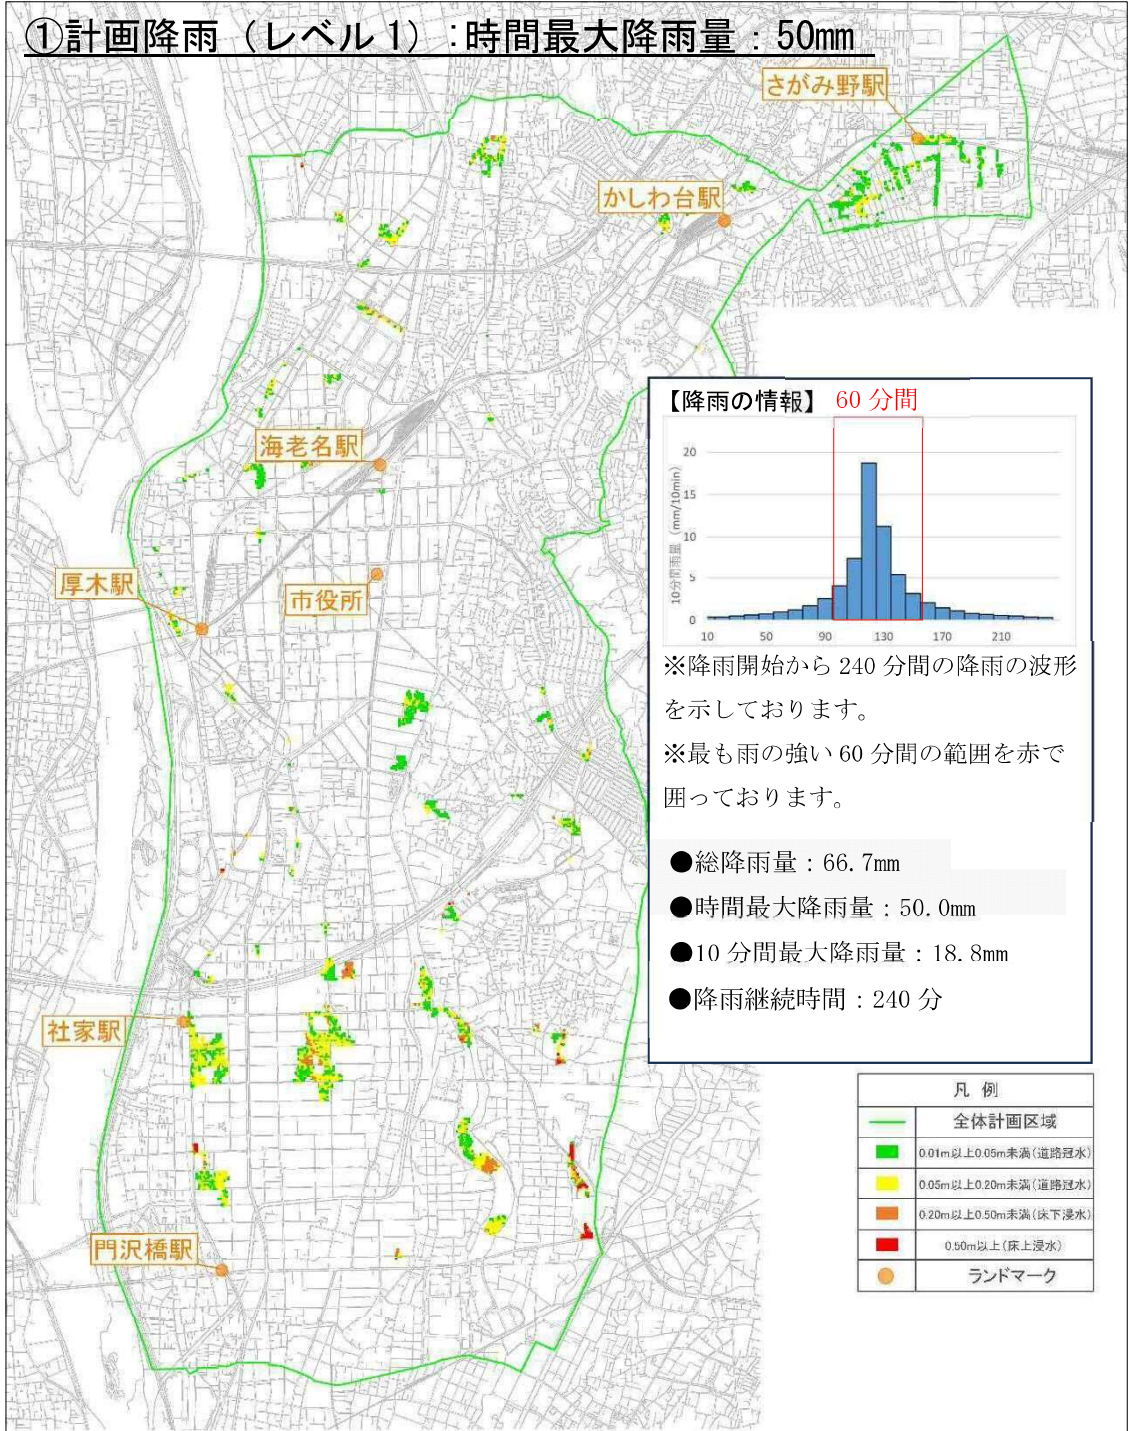 ①計画降雨（レベル1）:時間最大降雨量：50mm
さがみ野駅
かしわ台駅
海老名駅
厚木駅
市役所
社家駅
門沢橋駅
【降雨の情報】 60 分間
10分間雨量 (mm/10min)
20
15
10
5
0
10 50 90 130 170 210
※降雨開始から 240 分間の降雨の波形
を示しております。
※最も雨の強い 60 分間の範囲を赤で
囲っております。
●総降雨量：66.7mm
●時間最大降雨量：50.0mm
●10 分間最大降雨量：18.8mm
●降雨継続時間：240 分
凡 例
全体計画区域
0.01m以上0.05m未満(道路冠水)
0.05m以上0.20m未満(道路冠水)
0.20m以上0.50m未満(床下浸水)
0.50m以上(床上浸水)
ランドマーク